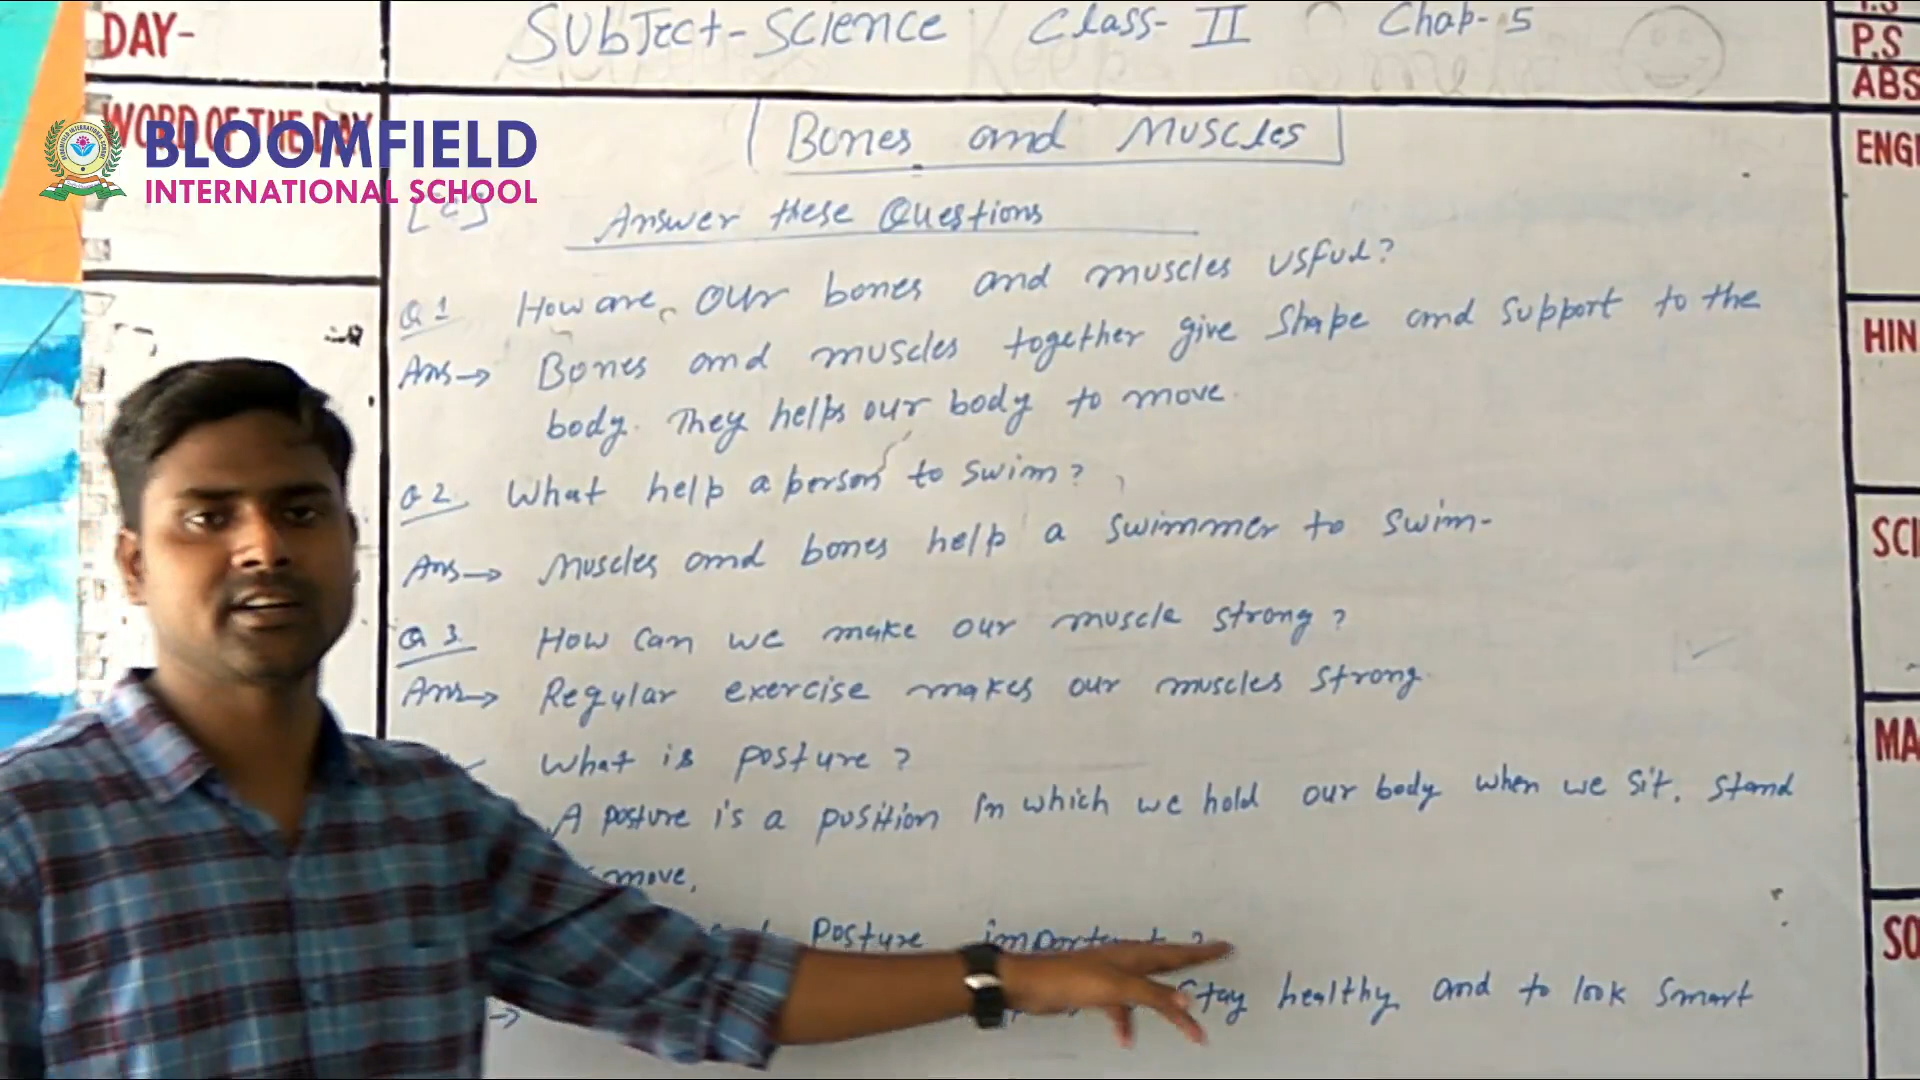 DAY-
SUbJect-Science Class-II Chap-5
P.S
ABS
WORD OF THE DAY
BLOOMFIELD
INTERNATIONAL SCHOOL
Bones and Muscles
ENGI
[C] Answer these Questions
Q1 How are our bones and muscles usful?
HIN
Ans→ Bones and muscles together give Shape and support to the
body. They helps our body to move.
Q2. What help a person to swim?
SCI
Ans→ Muscles and bones help a swimmer to swim-
Q3. How can we make our muscle strong?
Ans→ Regular exercise makes our muscles strong.
MA
What is posture?
A posture is a position in which we hold our body when we sit, stand
move,
SO
posture important?
→ stay healthy and to look smart